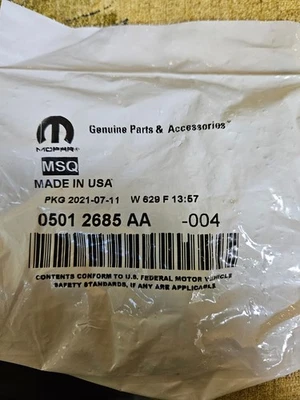 Genuine Parts & Accessories™
MOPAR®
MSQ
MADE IN USA
PKG 2021-07-11 W 629 F 13:57
0501 2685 AA -004
CONTENTS CONFORM TO U.S. FEDERAL MOTOR VEHICLE
SAFETY STANDARDS, IF ANY ARE APPLICABLE